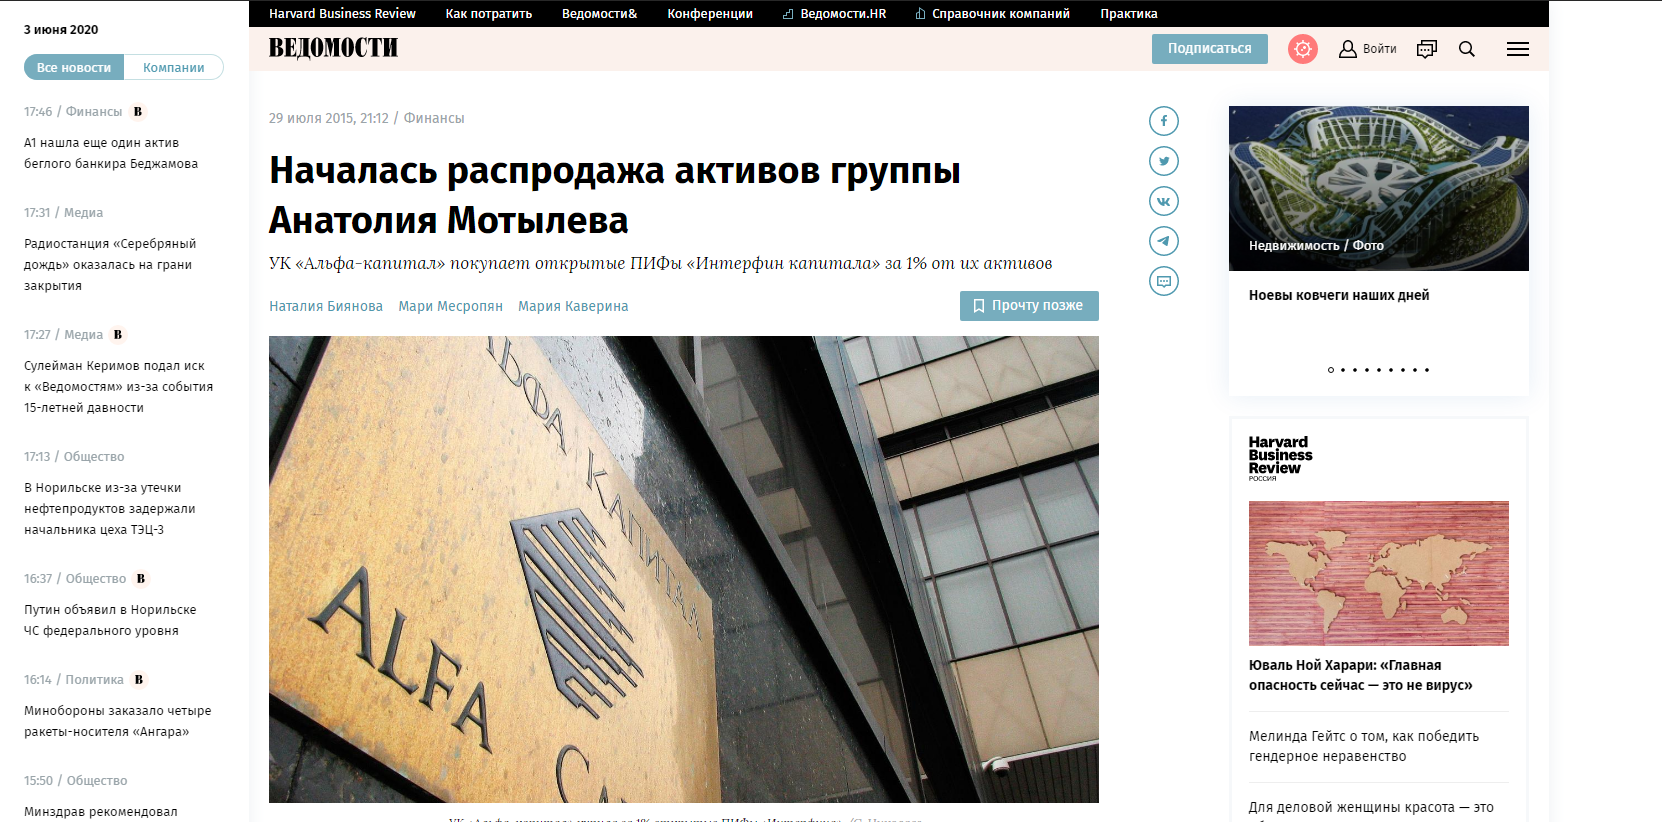 3 июня 2020
Все новости
Компании
17:46 / Финансы В
А1 нашла еще один актив
беглого банкира Беджамова
17:31 / Медиа
Радиостанция «Серебряный
дождь» оказалась на грани
закрытия
17:27 / Медиа В
Сулейман Керимов подал иск
к «Ведомостям» из-за события
15-летней давности
17:13 / Общество
В Норильске из-за утечки
нефтепродуктов задержали
начальника цеха ТЭЦ-3
16:37 / Общество В
Путин объявил в Норильске
ЧС федерального уровня
16:14 / Политика В
Минобороны заказало четыре
ракеты-носителя «Ангара»
15:50 / Общество
Минздрав рекомендовал
Harvard Business Review Как потратить Ведомости& Конференции Ведомости.HR Справочник компаний Практика
ВЕДОМОСТИ
Подписаться
Войти
29 июля 2015, 21:12 / Финансы
Началась распродажа активов группы
Анатолия Мотылева
УК «Альфа-капитал» покупает открытые ПИФы «Интерфин капитала» за 1% от их активов
Наталия Биянова Мари Месропян Мария Каверина
Прочту позже
ЬФА КАПИТАЛ
ALFA
CA
Недвижимость / Фото
Ноевы ковчеги наших дней
Harvard
Business
Review
РОССИЯ
Юваль Ной Харари: «Главная
опасность сейчас — это не вирус»
Мелинда Гейтс о том, как победить
гендерное неравенство
Для деловой женщины красота — это